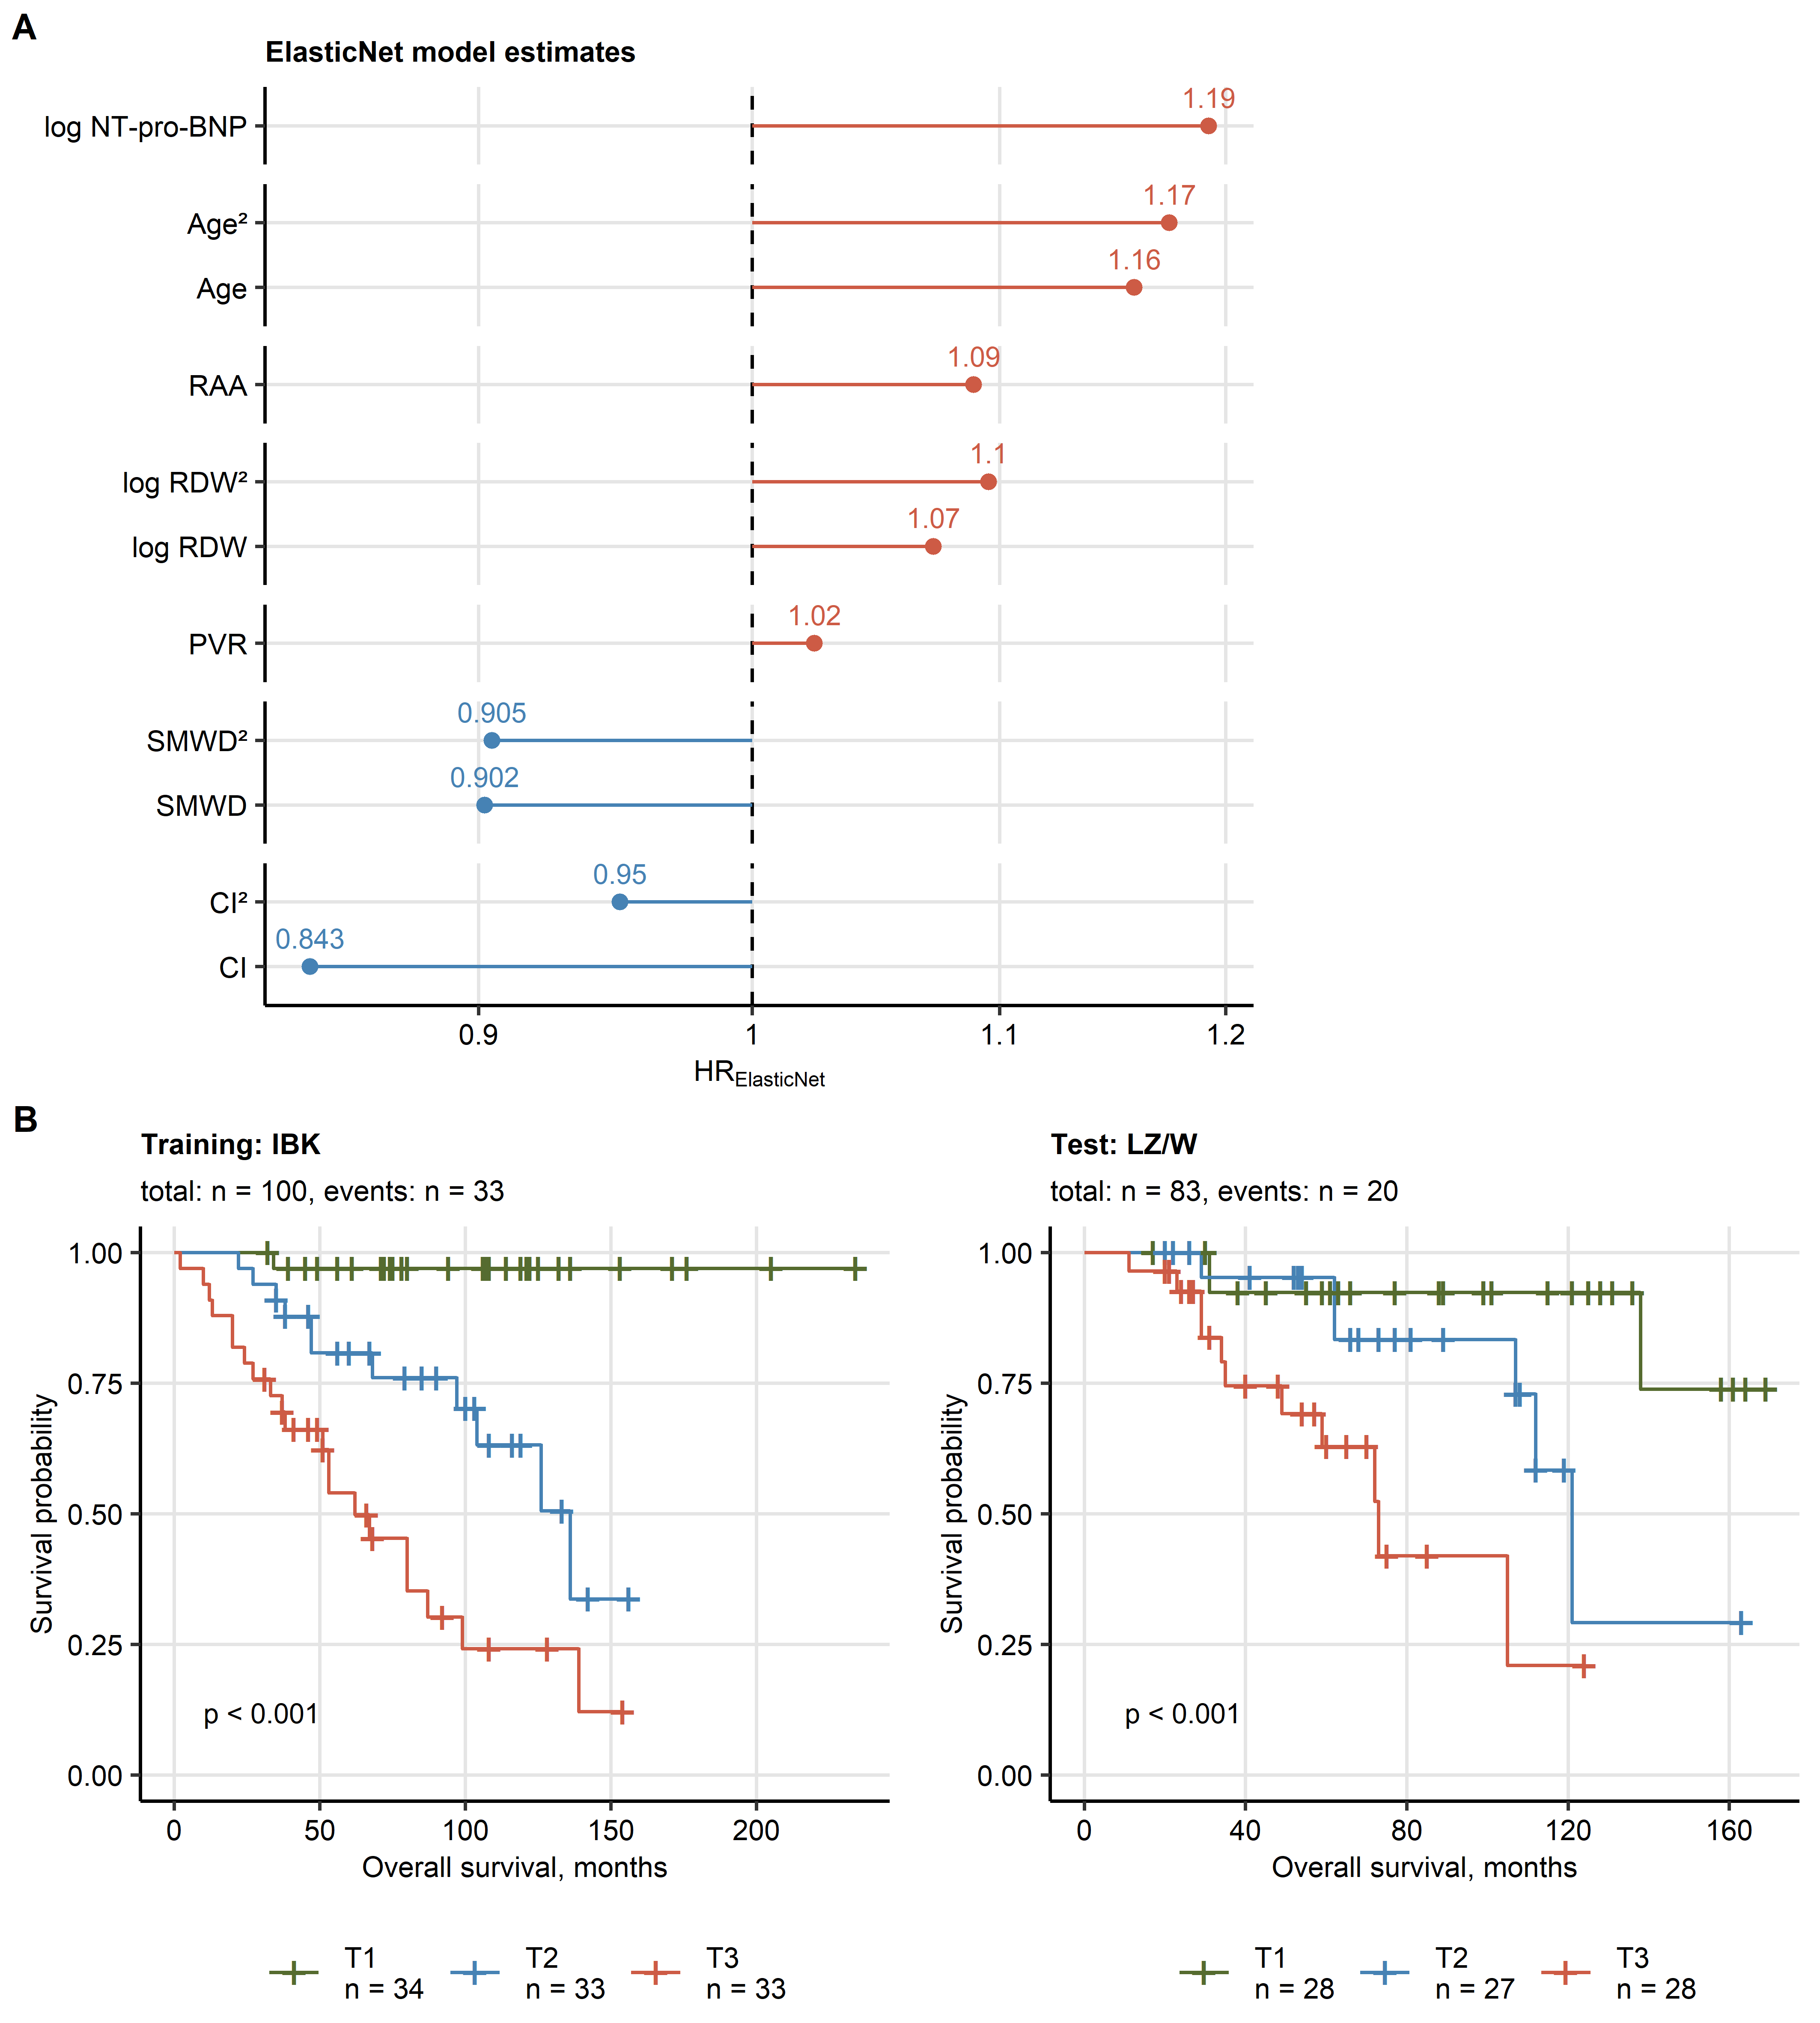 A
ElasticNet model estimates
log NT-pro-BNP
1.19
Age²
1.17
Age
1.16
RAA
1.09
log RDW²
1.1
log RDW
1.07
PVR
1.02
SMWD²
0.905
SMWD
0.902
CI²
0.95
CI
0.843
0.9 1 1.1 1.2
HRElasticNet
B
Training: IBK
total: n = 100, events: n = 33
Survival probability
1.00
0.75
0.50
0.25
0.00
p < 0.001
0 50 100 150 200
Overall survival, months
T1
n = 34
T2
n = 33
T3
n = 33
Test: LZ/W
total: n = 83, events: n = 20
Survival probability
1.00
0.75
0.50
0.25
0.00
p < 0.001
0 40 80 120 160
Overall survival, months
T1
n = 28
T2
n = 27
T3
n = 28